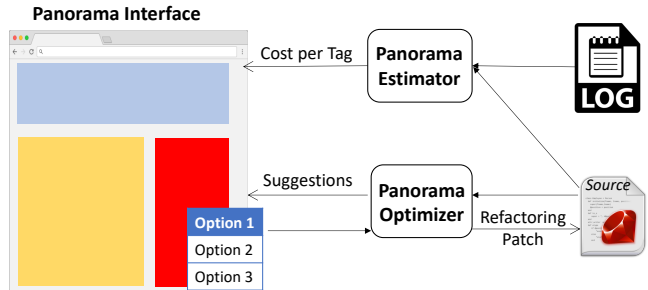 Panorama Interface
Cost per Tag
Panorama
Estimator
LOG
Suggestions
Panorama
Optimizer
Source
Refactoring
Patch
Option 1
Option 2
Option 3